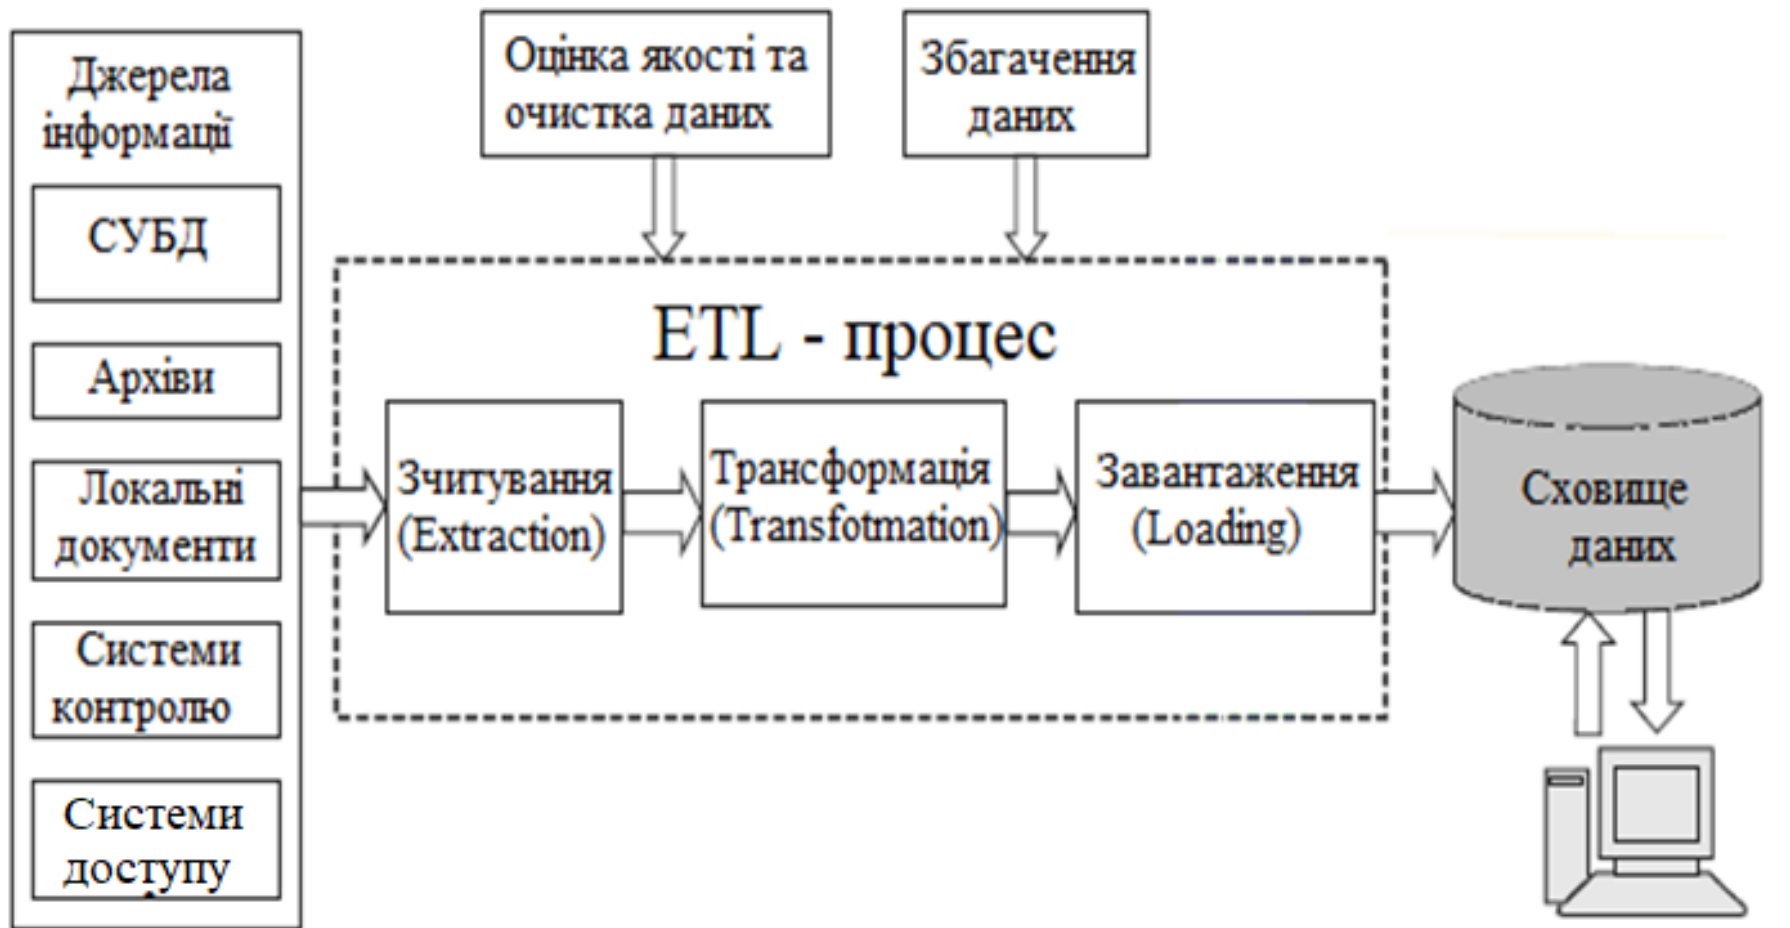 Джерела
інформації
СУБД
Архіви
Локальні
документи
Системи
контролю
Системи
доступу
Оцінка якості та
очистка даних
Збагачення
даних
ETL - процес
Зчитування
(Extraction)
Трансформація
(Transfotmation)
Завантаження
(Loading)
Сховище
даних